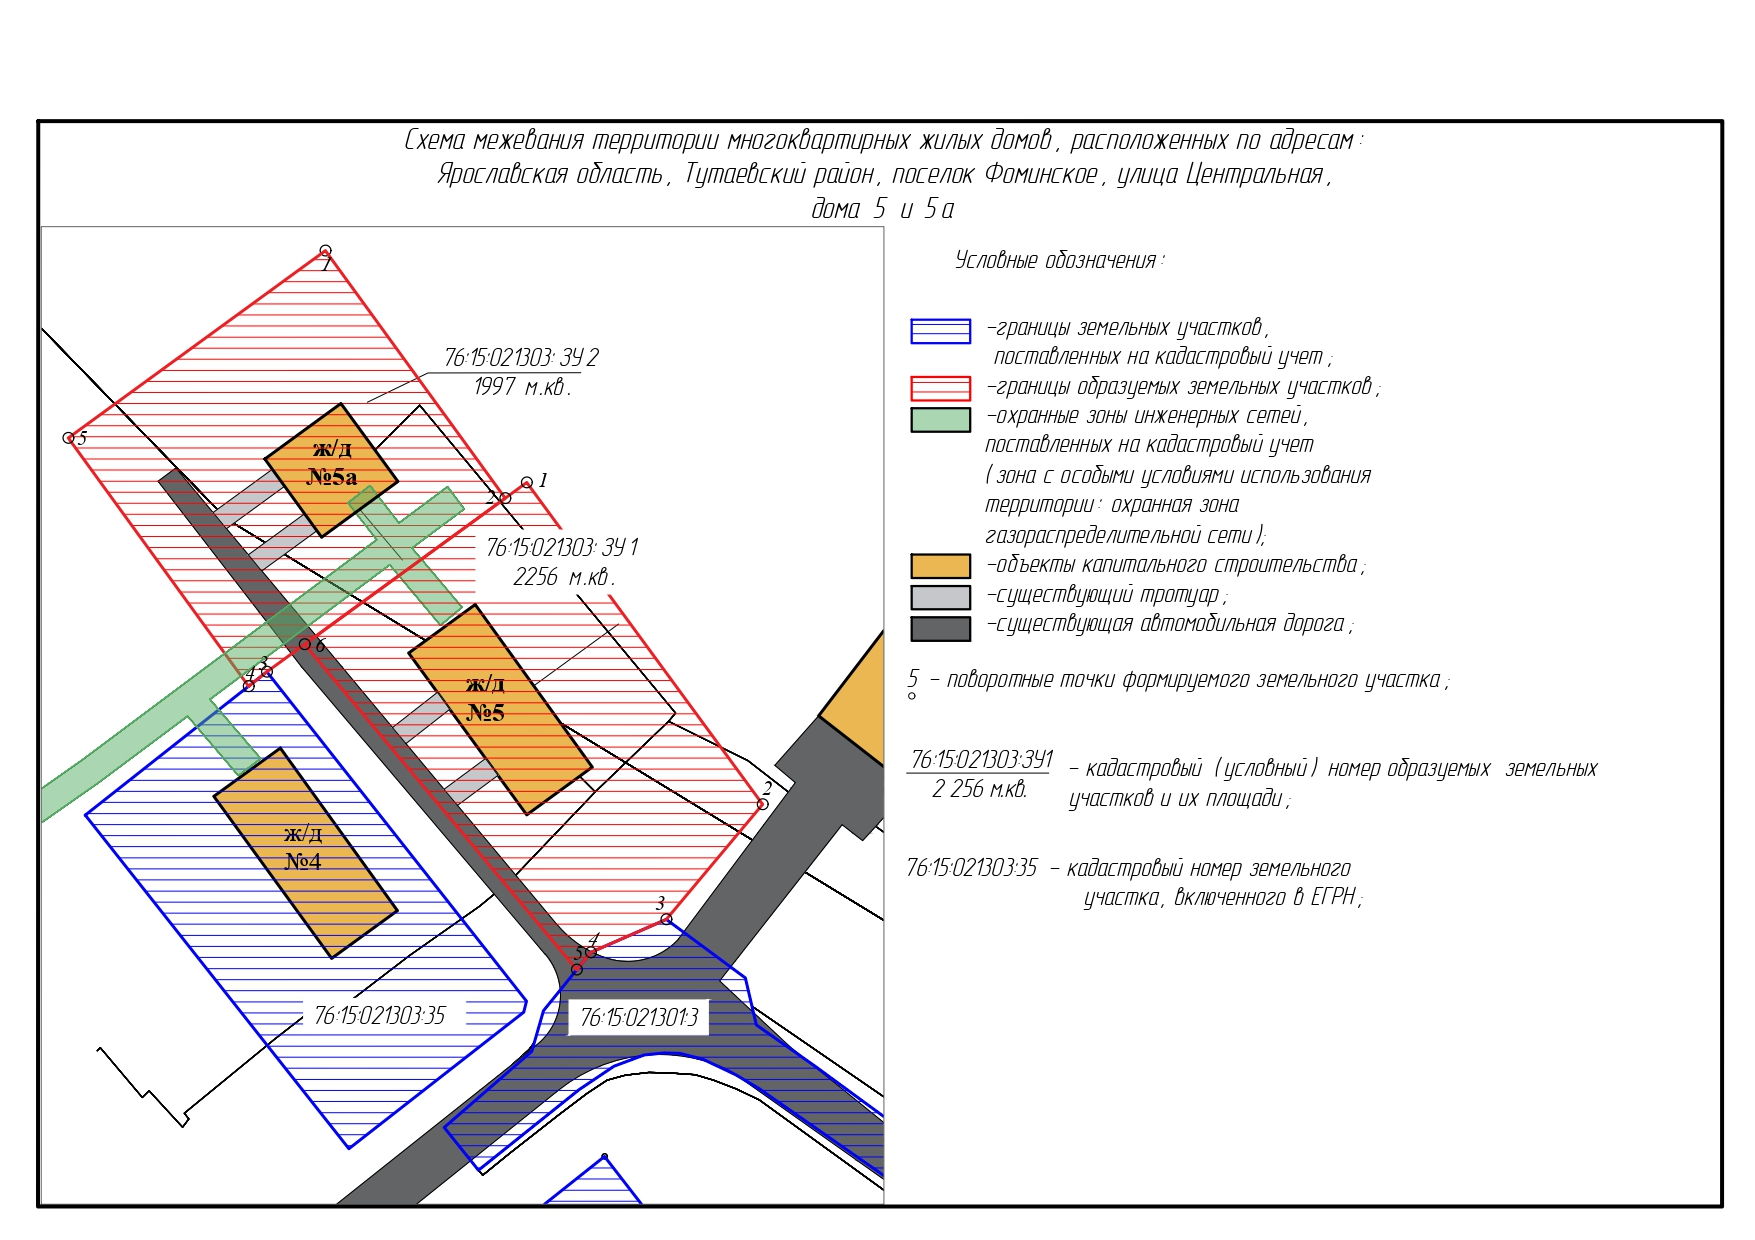 Схема межевания территории многоквартирных жилых домов, расположенных по адресам:
Ярославская область, Тутаевский район, поселок Фоминское, улица Центральная,
дома 5 и 5а
1
76:15:021303: ЗУ 2
1997 м.кв.
5
ж/д
№5а
2
1
76:15:021303: ЗУ 1
2256 м.кв.
6
3
4
ж/д
№5
2
ж/д
№4
3
4
5
76:15:021303:35
76:15:021301:3
Условные обозначения:
-границы земельных участков,
поставленных на кадастровый учет;
-границы образуемых земельных участков;
-охранные зоны инженерных сетей,
поставленных на кадастровый учет
(зона с особыми условиями использования
территории: охранная зона
газораспределительной сети);
-объекты капитального строительства;
-существующий тротуар;
-существующая автомобильная дорога;
5 - поворотные точки формируемого земельного участка;
76:15:021303:ЗУ1 - кадастровый (условный) номер образуемых земельных
2 256 м.кв. участков и их площади;
76:15:021303:35 - кадастровый номер земельного
участка, включенного в ЕГРН;